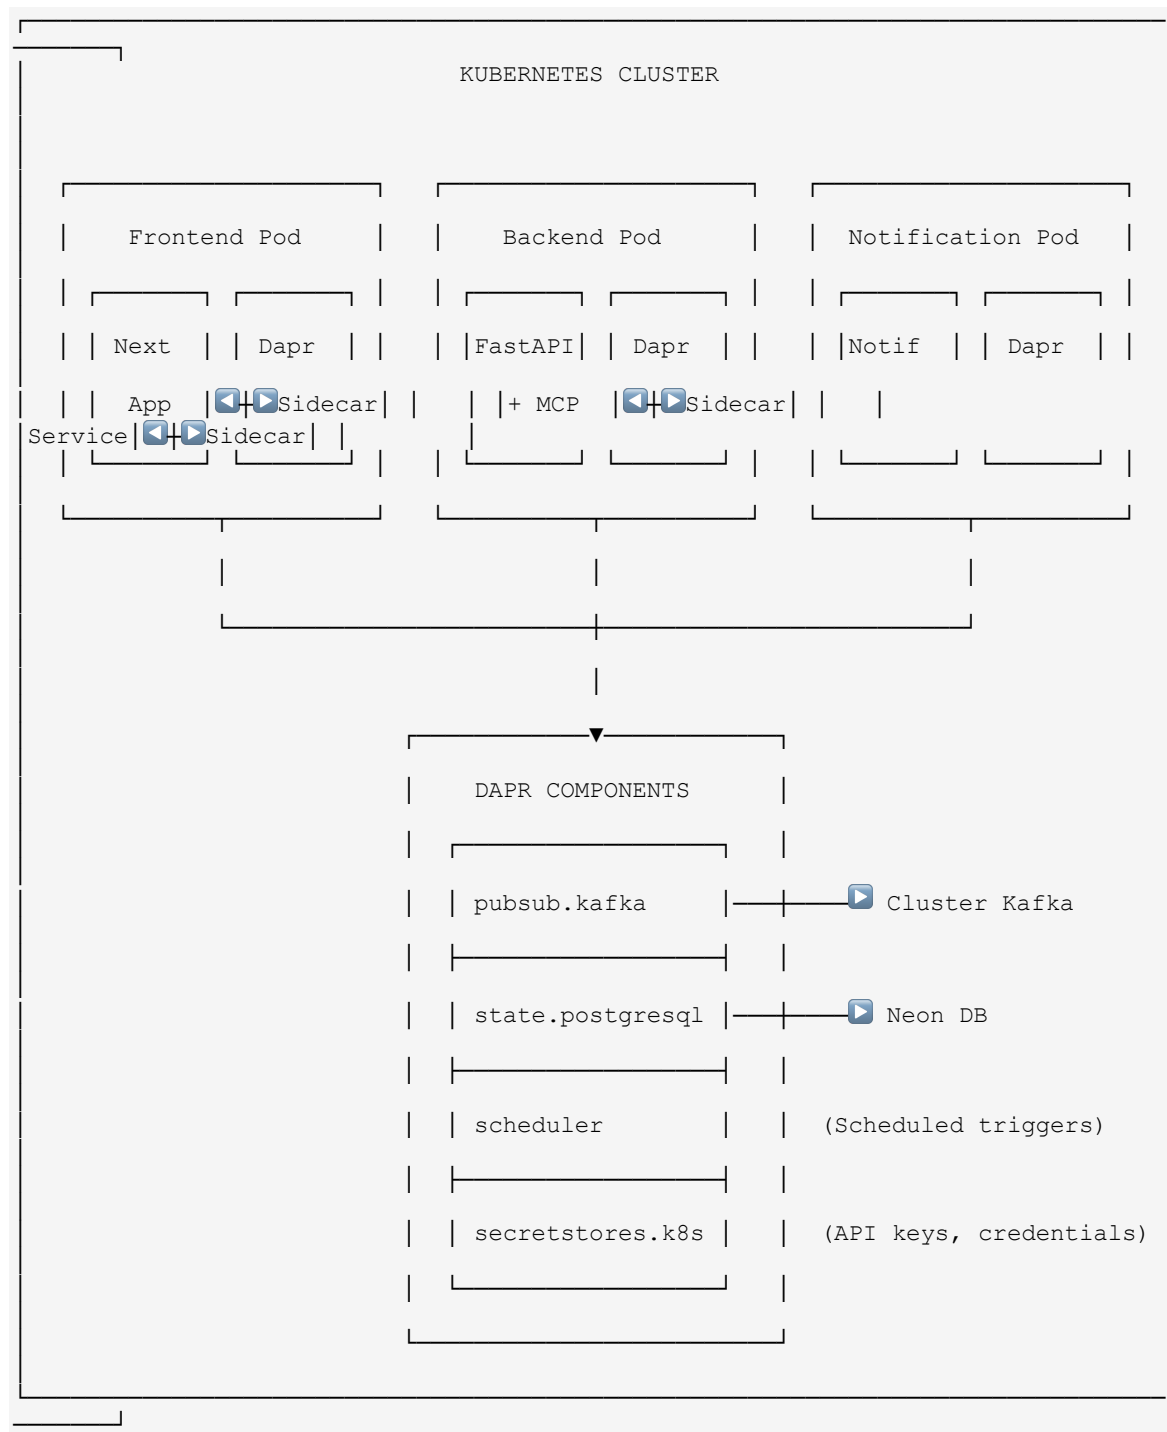 KUBERNETES CLUSTER
Frontend Pod Backend Pod Notification Pod
Next Dapr FastAPI Dapr Notif Dapr
App Sidecar + MCP Sidecar
Service Sidecar
DAPR COMPONENTS
pubsub.kafka Cluster Kafka
state.postgresql Neon DB
scheduler (Scheduled triggers)
secretstores.k8s (API keys, credentials)